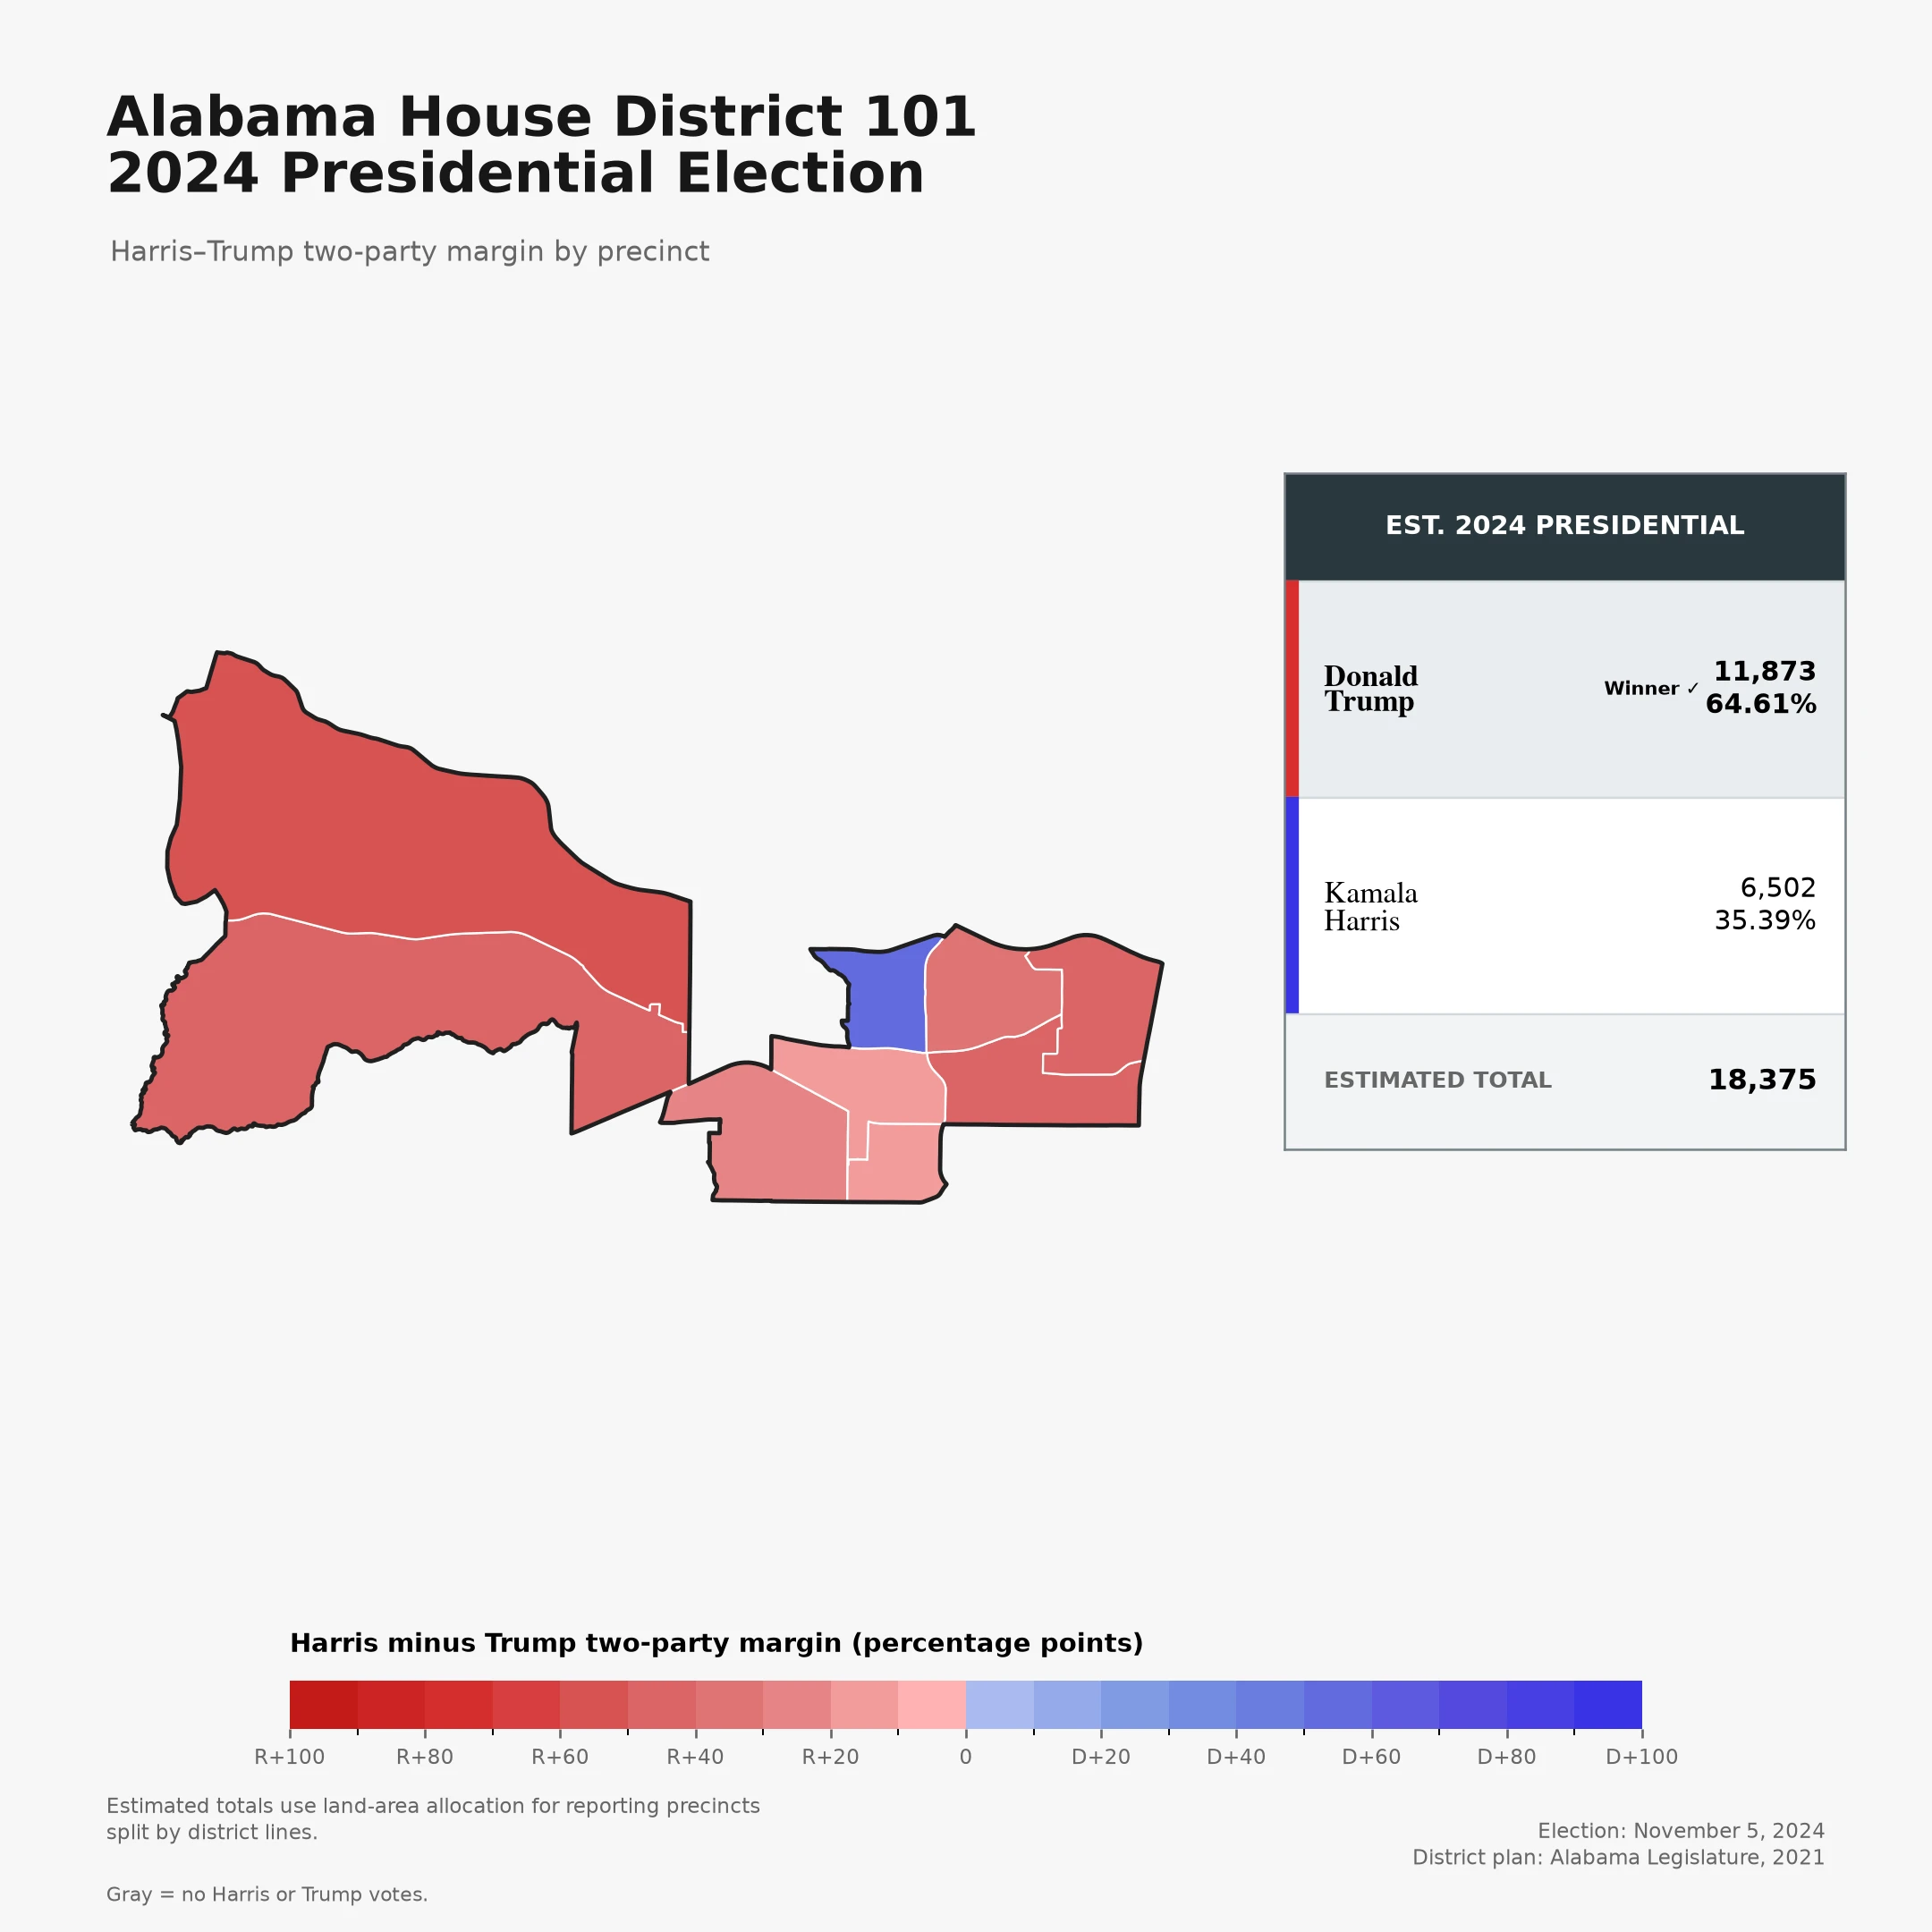 Alabama House District 101
2024 Presidential Election
Harris–Trump two-party margin by precinct
EST. 2024 PRESIDENTIAL
Donald
Trump
Winner ✓
11,873
64.61%
Kamala
Harris
6,502
35.39%
ESTIMATED TOTAL
18,375
Harris minus Trump two-party margin (percentage points)
R+100 R+80 R+60 R+40 R+20 0 D+20 D+40 D+60 D+80 D+100
Estimated totals use land-area allocation for reporting precincts
split by district lines.
Gray = no Harris or Trump votes.
Election: November 5, 2024
District plan: Alabama Legislature, 2021